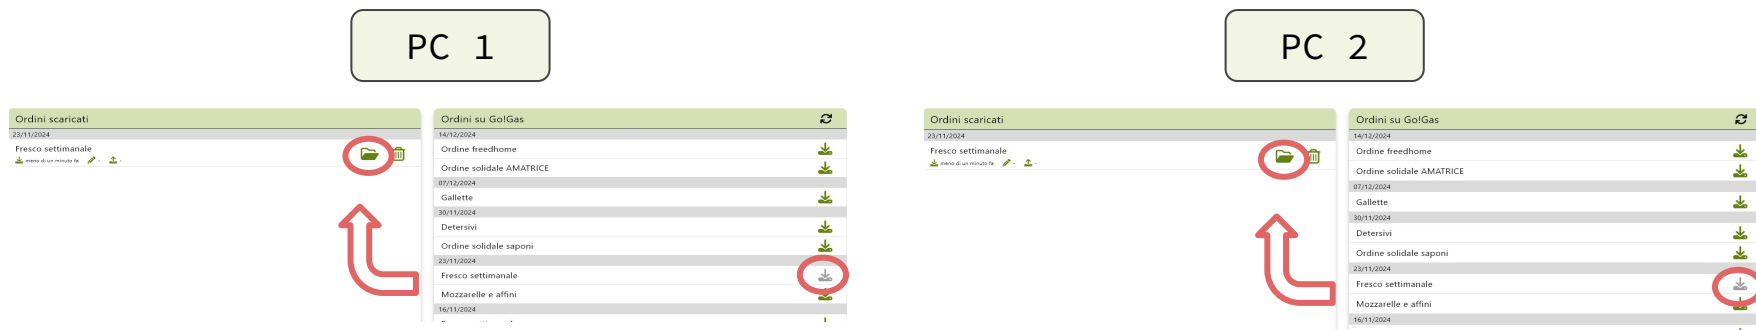 PC 1
Ordini scaricati
23/11/2024
Fresco settimanale
meno di un minuto fa - -
Ordini su Go!Gas
14/12/2024
Ordine freedhome
Ordine solidale AMATRICE
07/12/2024
Gallette
30/11/2024
Detersivi
Ordine solidale saponi
23/11/2024
Fresco settimanale
Mozzarelle e affini
16/11/2024
PC 2
Ordini scaricati
23/11/2024
Fresco settimanale
meno di un minuto fa - -
Ordini su Go!Gas
14/12/2024
Ordine freedhome
Ordine solidale AMATRICE
07/12/2024
Gallette
30/11/2024
Detersivi
Ordine solidale saponi
23/11/2024
Fresco settimanale
Mozzarelle e affini
16/11/2024